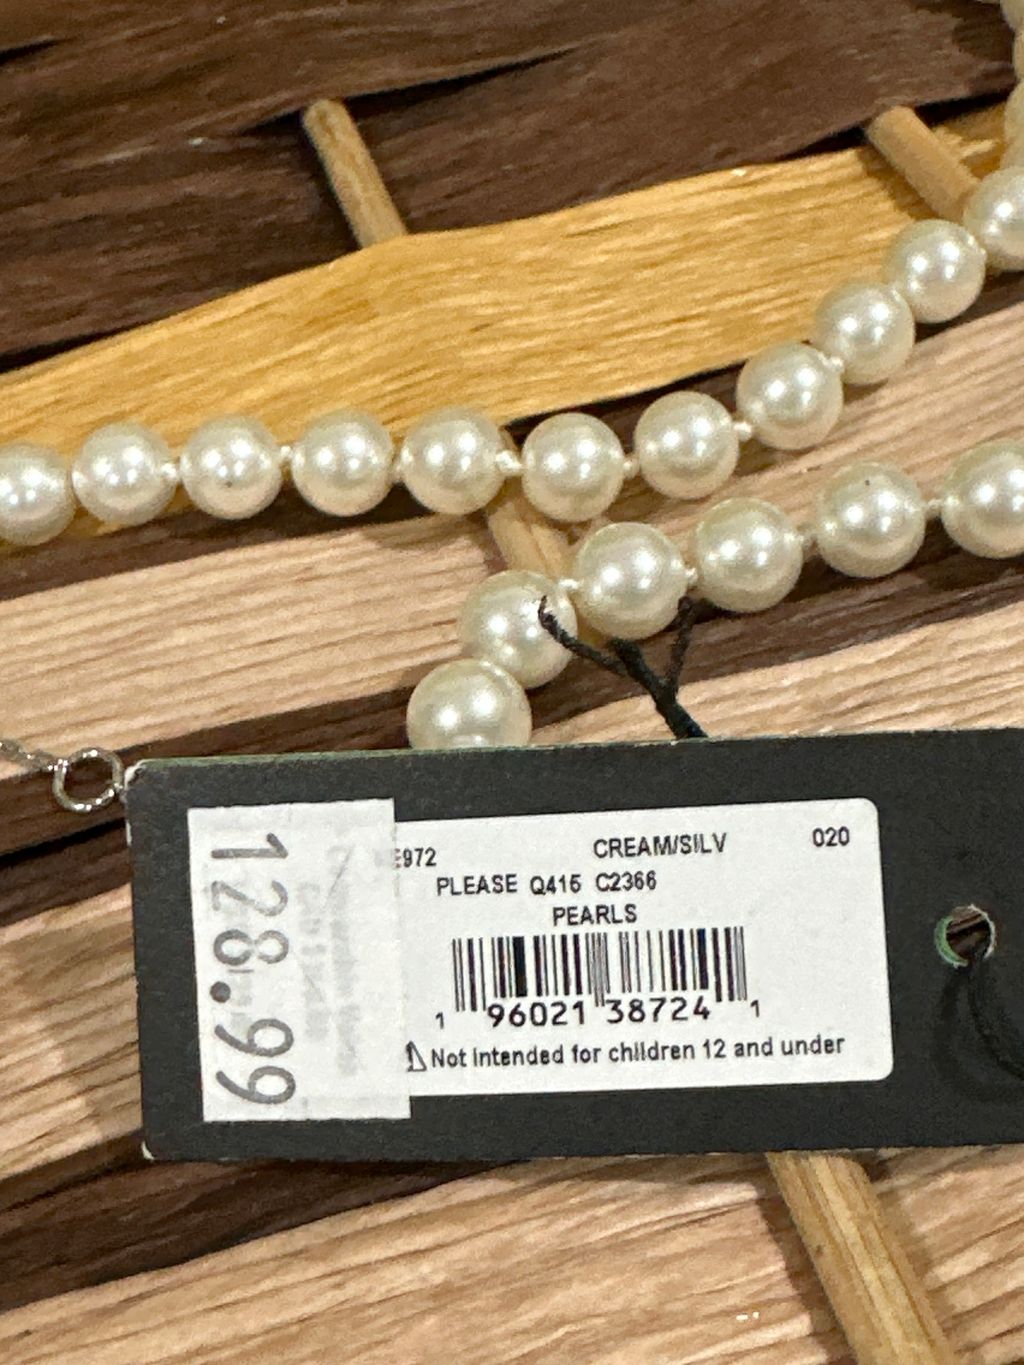 128.99
E972 CREAM/SILV 020
PLEASE Q415 C2366
PEARLS
1 96021 38724 1
Not intended for children 12 and under